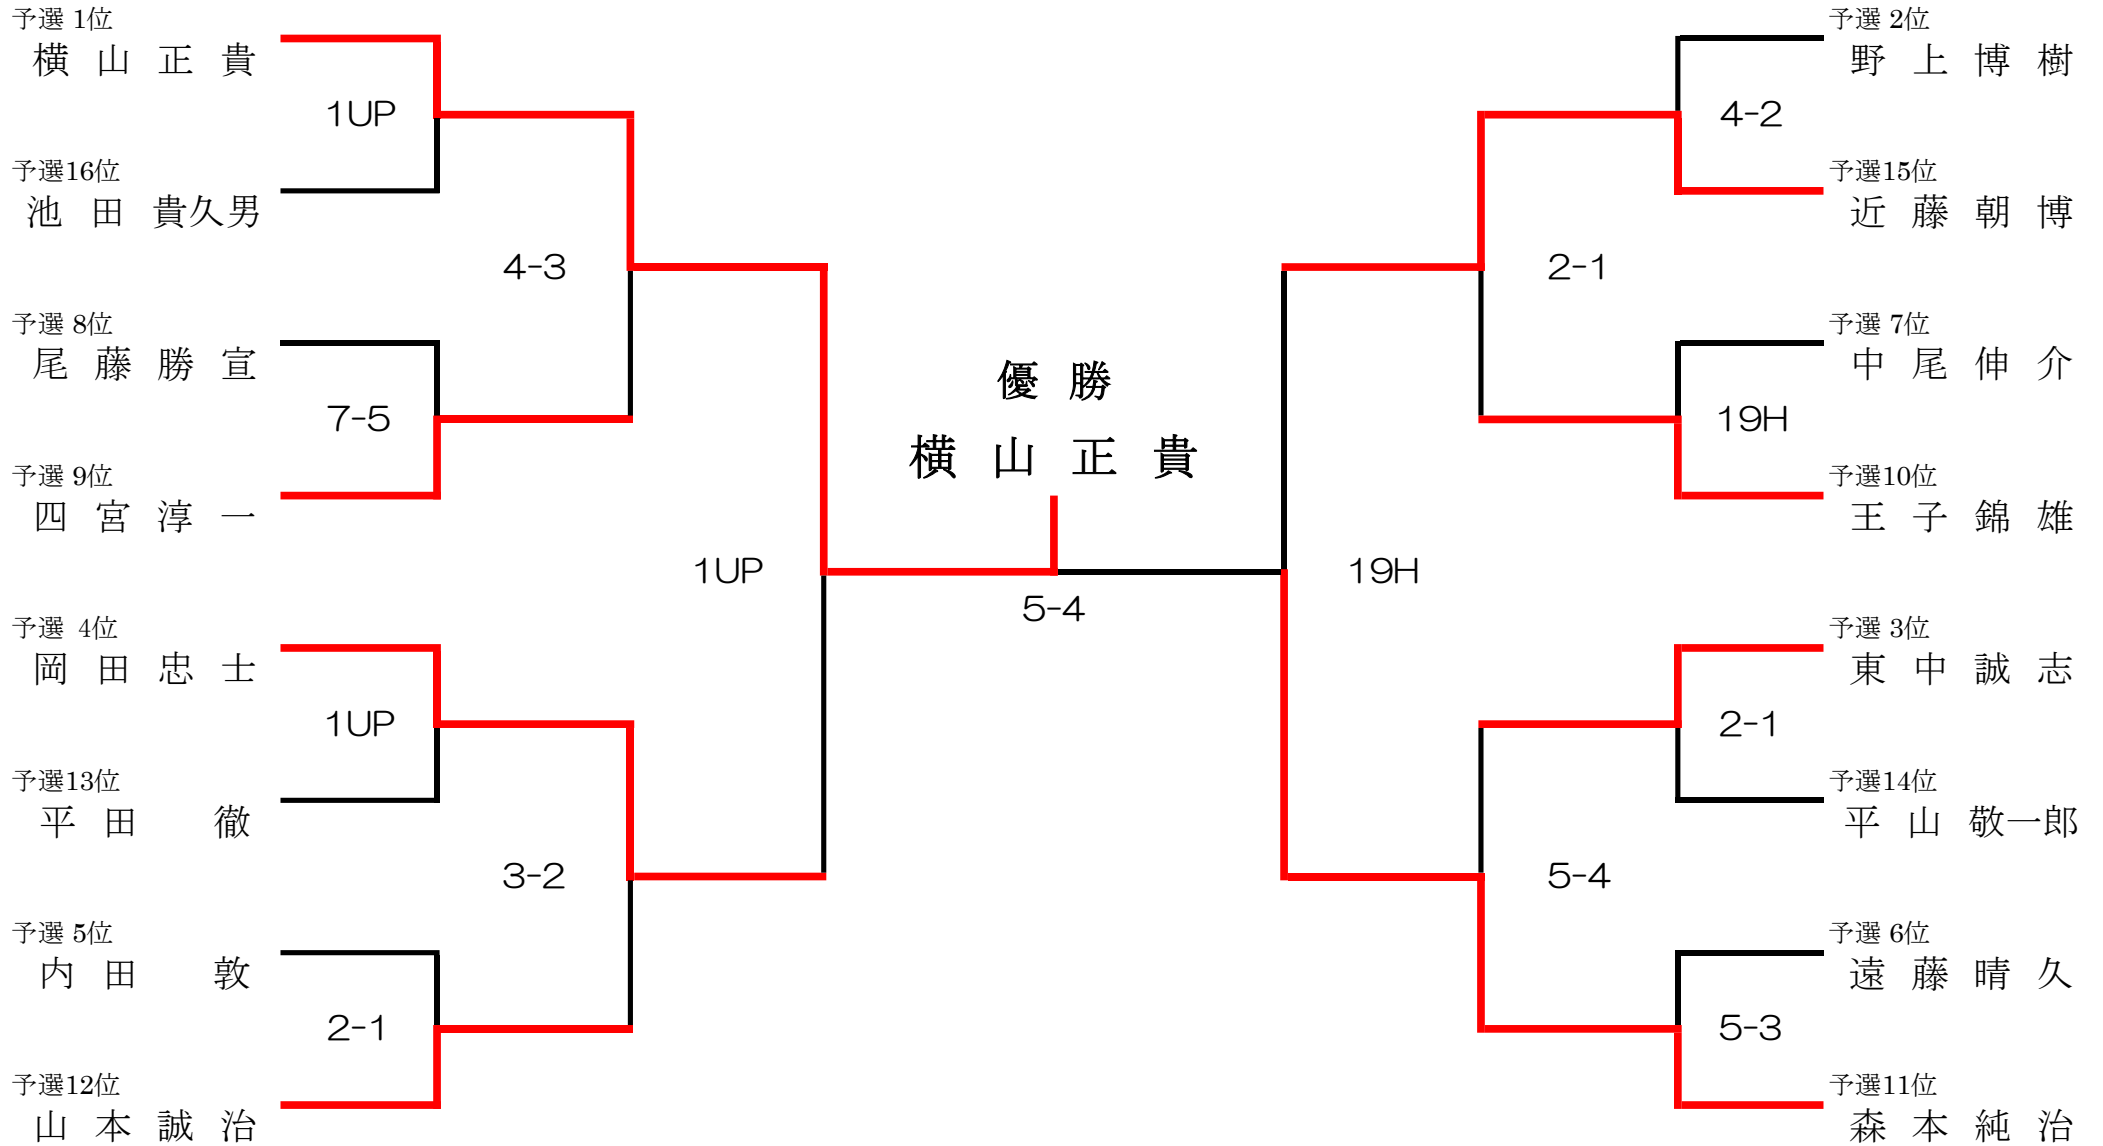 予選 1位
横山正貴
1UP
予選16位
池田 貴久男
4-3
予選 8位
尾藤勝宣
7-5
予選 9位
四宮淳一
1UP
予選 4位
岡田忠士
1UP
予選13位
平田 徹
3-2
予選 5位
内田 敦
2-1
予選12位
山本誠治
優勝
横山正貴
5-4
予選 2位
野上博樹
4-2
予選15位
近藤朝博
2-1
予選 7位
中尾伸介
19H
予選10位
王子錦雄
19H
予選 3位
東中誠志
2-1
予選14位
平山 敬一郎
5-4
予選 6位
遠藤晴久
5-3
予選11位
森本純治